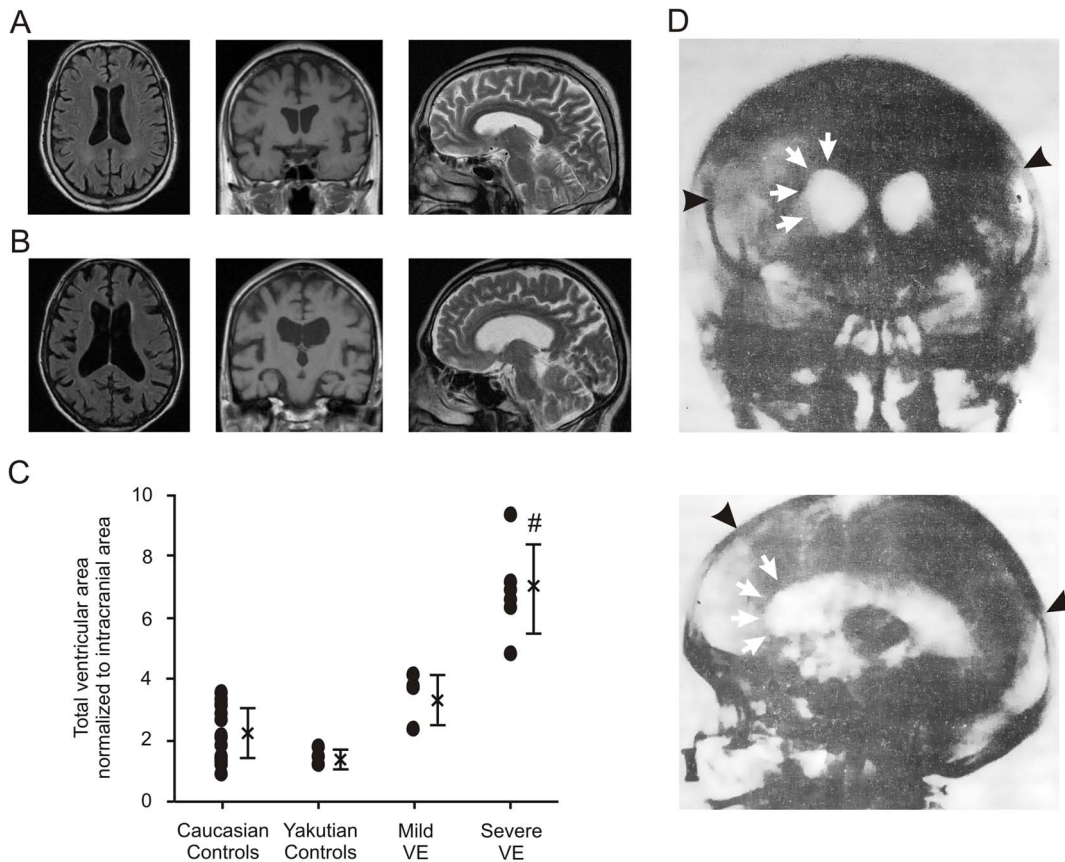 A
D
B
C
10
8
6
4
2
0
Total ventricular area
normalized to intracranial area
#
Caucasian
Controls
Yakutian
Controls
Mild
VE
Severe
VE